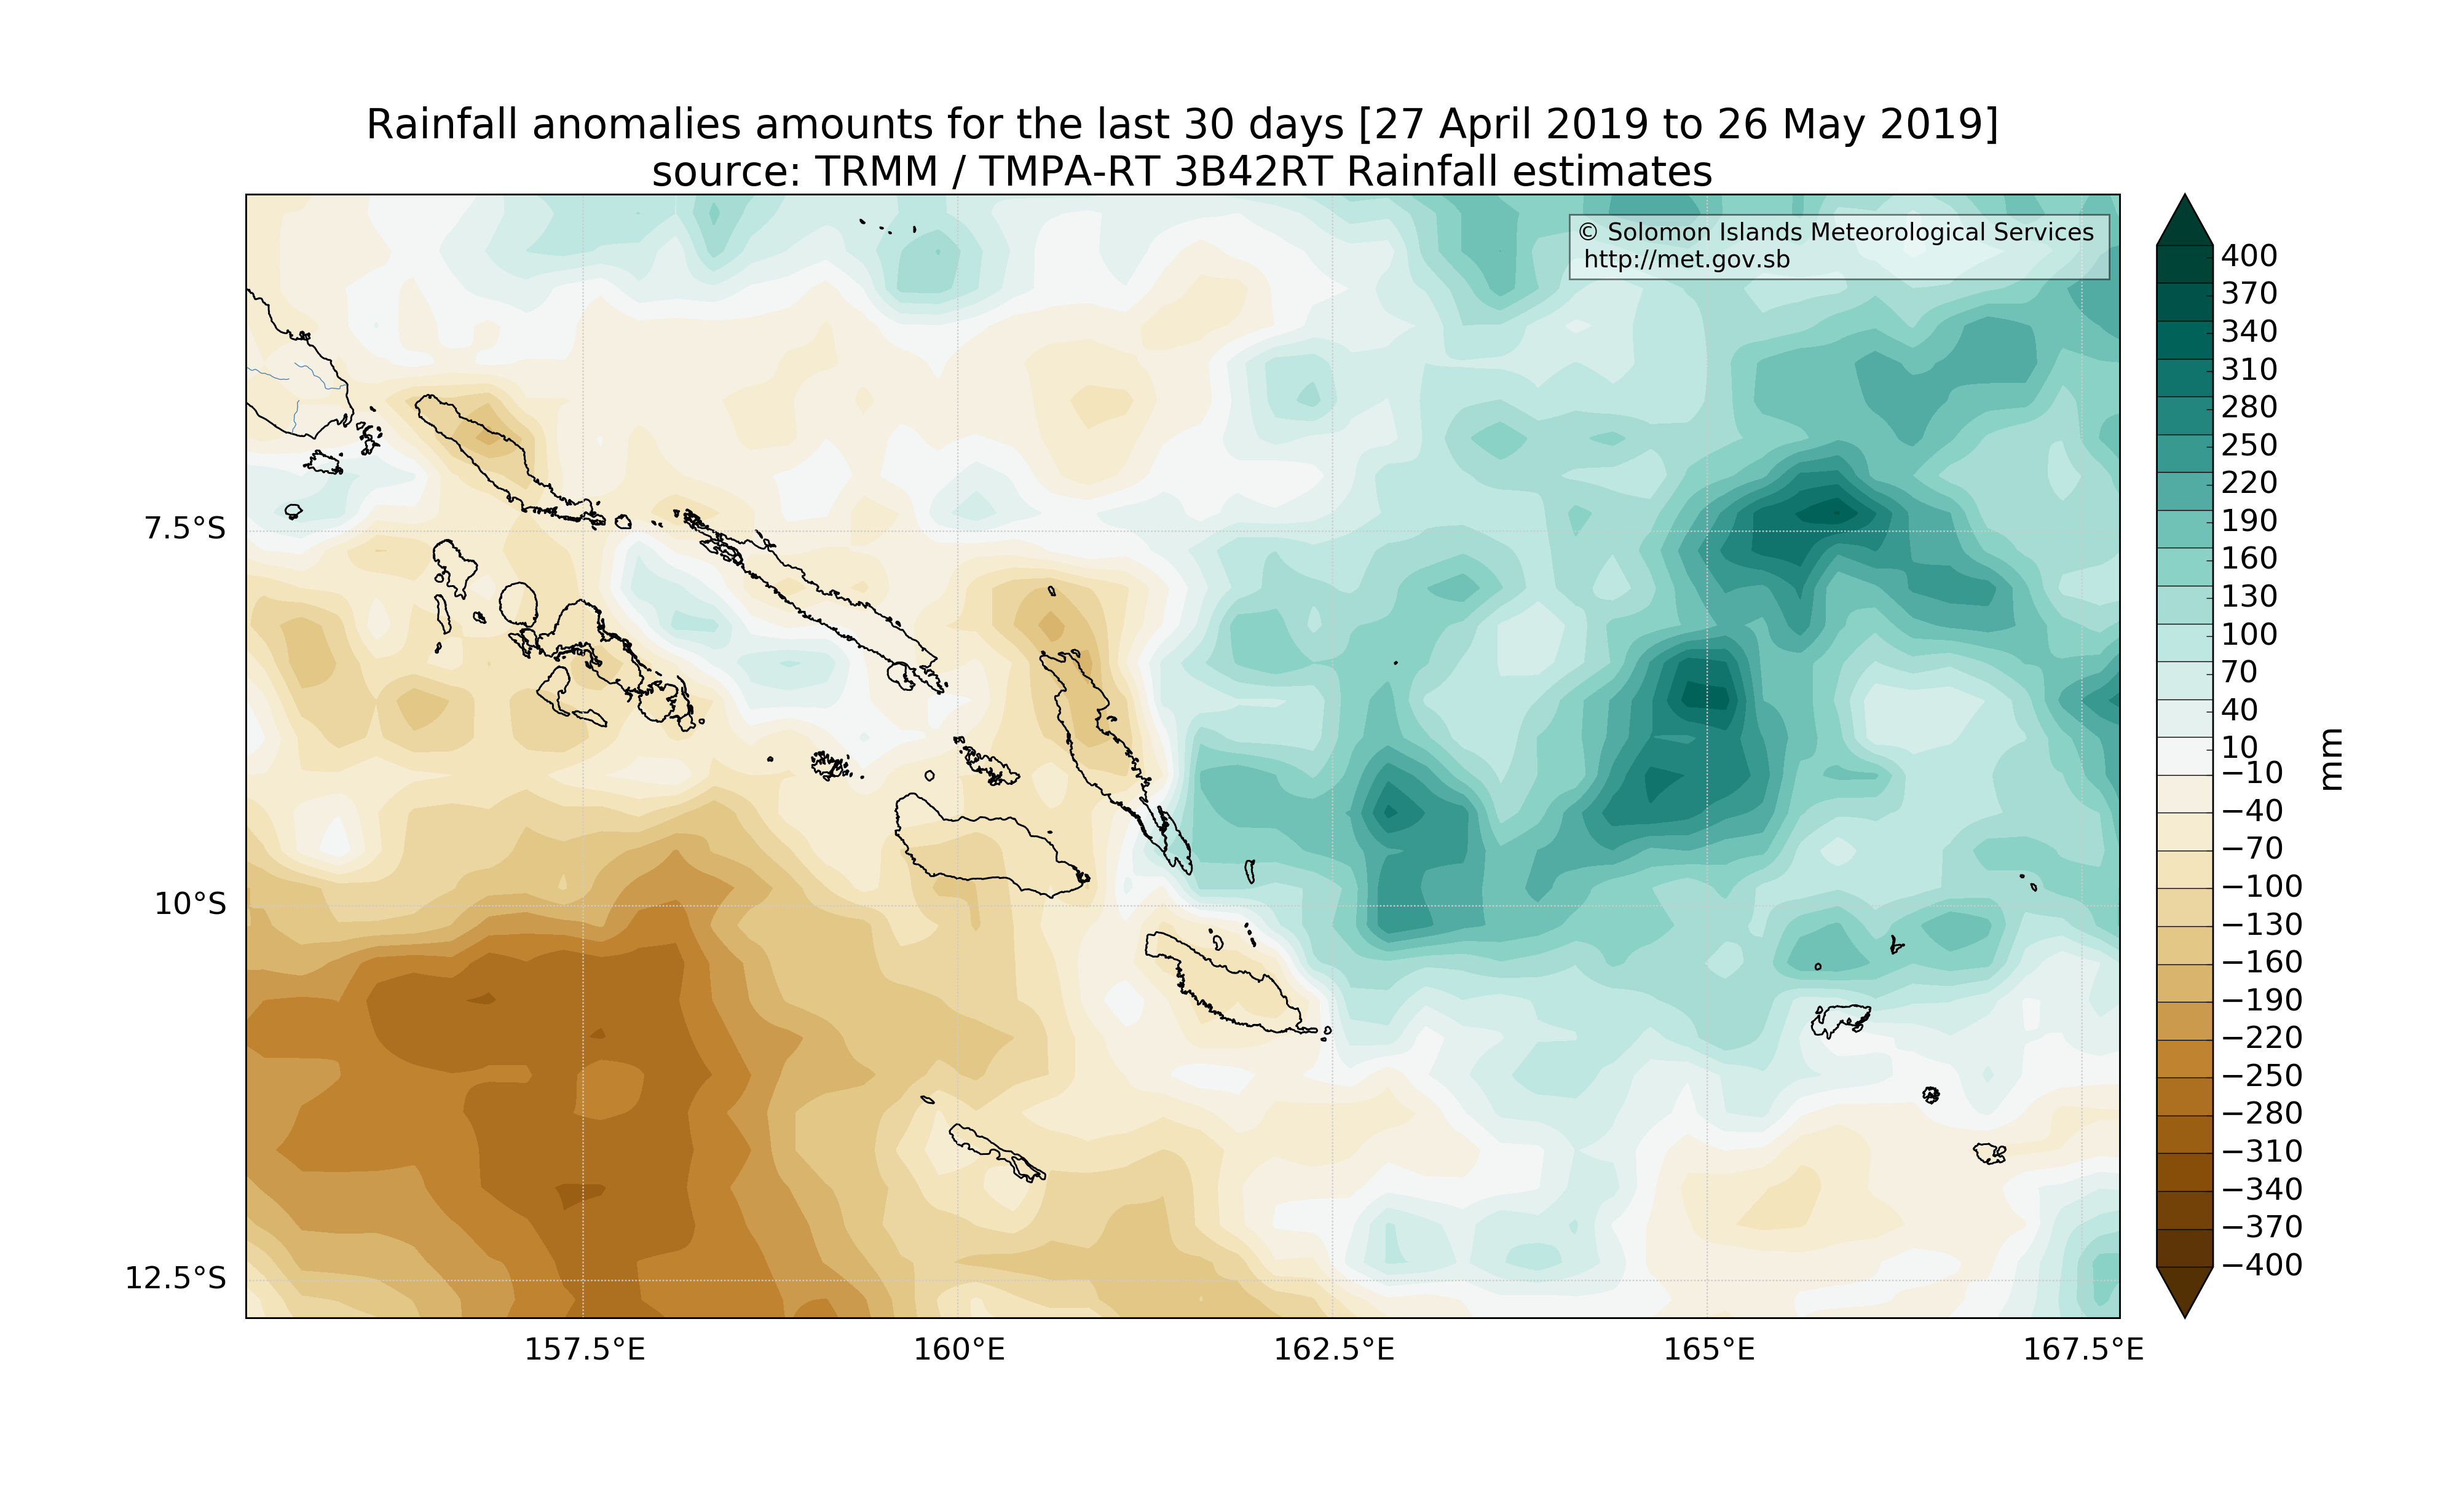 Rainfall anomalies amounts for the last 30 days [27 April 2019 to 26 May 2019]
source: TRMM / TMPA-RT 3B42RT Rainfall estimates
© Solomon Islands Meteorological Services
http://met.gov.sb
7.5°S
10°S
12.5°S
157.5°E
160°E
162.5°E
165°E
167.5°E
400
370
340
310
280
250
220
190
160
130
100
70
40
10
−10
−40
−70
−100
−130
−160
−190
−220
−250
−280
−310
−340
−370
−400
mm